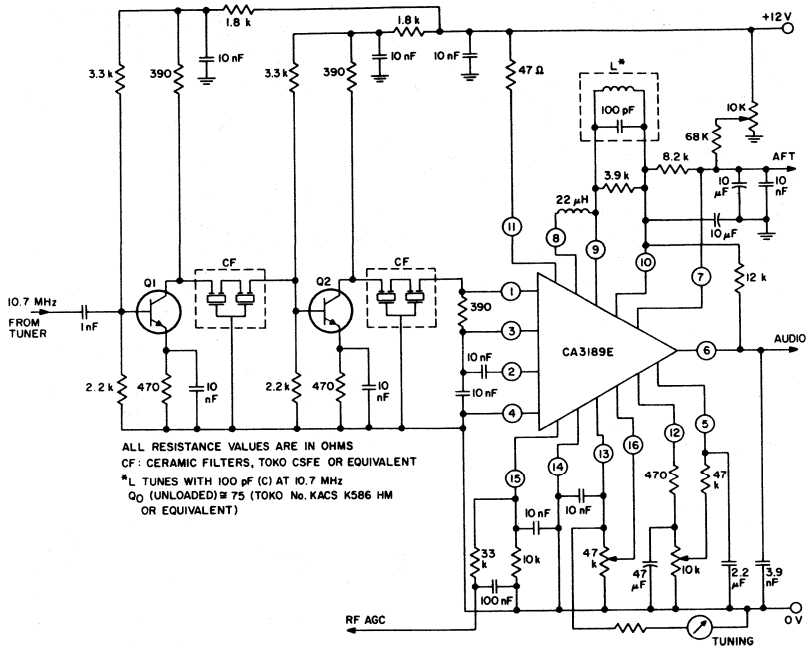 1.8 k
1.8 k
+12 V
10 nF
10 nF
10 nF
3.3 k
390
3.3 k
390
47 Ω
L*
100 pF
10K
68K
AFT
8.2 k
10 μF
10 nF
3.9 k
22 μH
10 μF
11
8
9
10
7
12 k
Q1
CF
Q2
CF
10.7 MHz
FROM TUNER
1nF
390
1
3
2
4
CA3189E
6
AUDIO
10 nF
10 nF
2.2 k
470
10 nF
2.2 k
470
10 nF
5
12
16
13
14
15
ALL RESISTANCE VALUES ARE IN OHMS
CF: CERAMIC FILTERS, TOKO CSFE OR EQUIVALENT
*L TUNES WITH 100 pF (C) AT 10.7 MHz
Q₀ (UNLOADED) ≅ 75 (TOKO No. KACS K586 HM
OR EQUIVALENT)
470
47 k
10 nF
10 nF
33 k
10 k
47 k
47 μF
10k
2.2 μF
3.9 nF
100 nF
0 V
RF AGC
TUNING